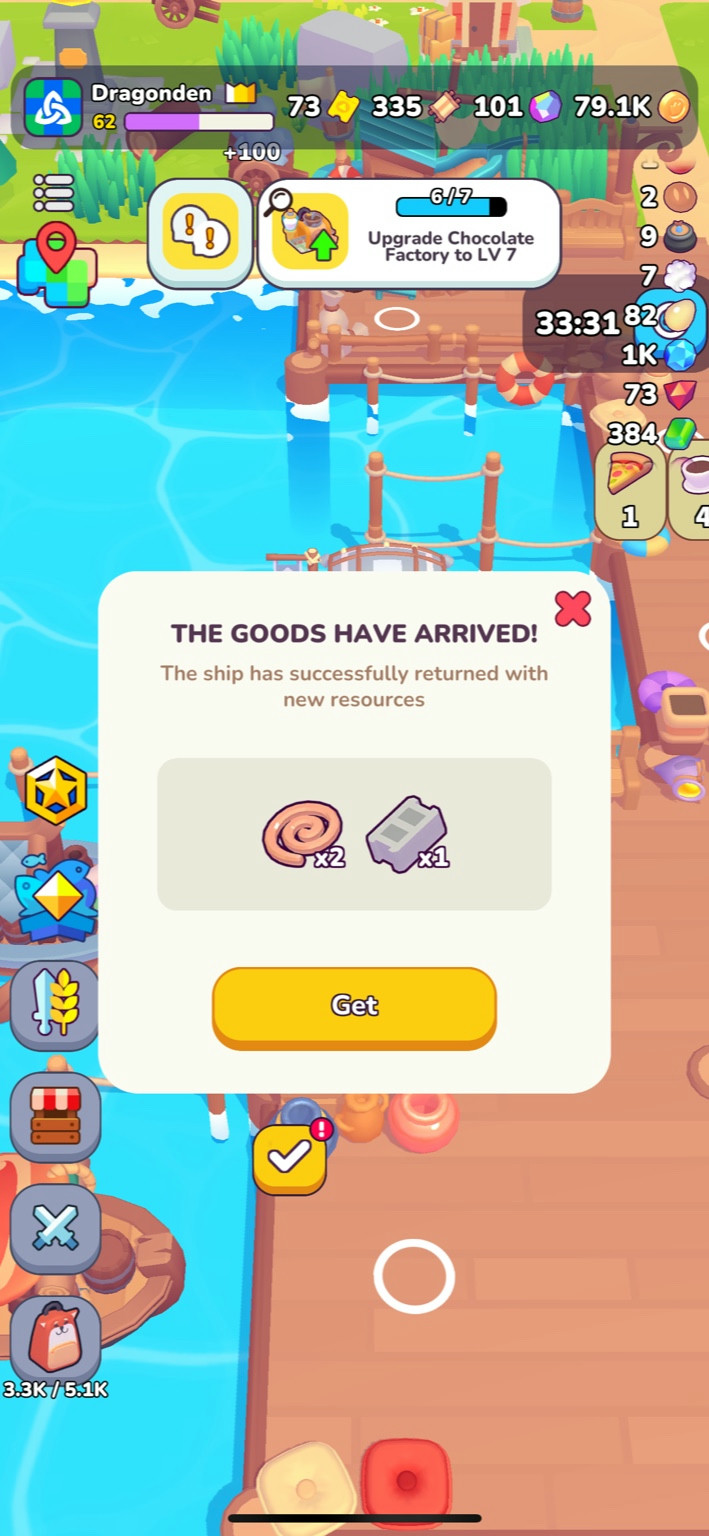 Dragonden
62
73
335
101
79.1K
+100
2
6/7
9
Upgrade Chocolate
Factory to LV 7
7
33:31
82
1K
73
384
1
4
THE GOODS HAVE ARRIVED!
The ship has successfully returned with
new resources
x2
x1
Get
3.3K / 5.1K